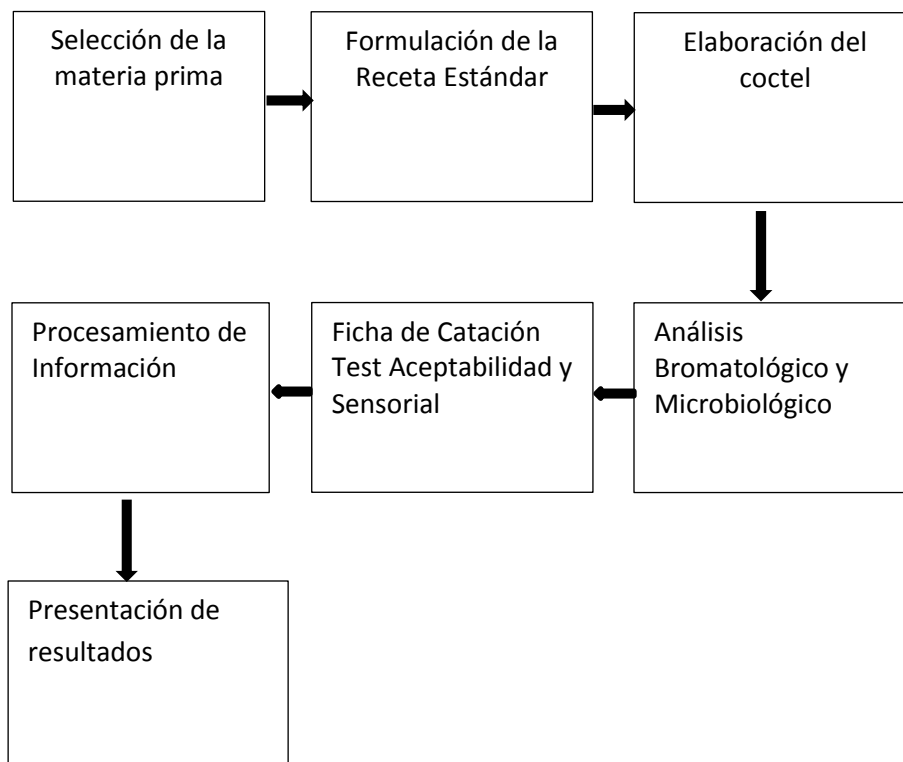 Selección de la
materia prima
Formulación de la
Receta Estándar
Elaboración del
coctel
Análisis
Bromatológico y
Microbiológico
Ficha de Catación
Test Aceptabilidad y
Sensorial
Procesamiento de
Información
Presentación de
resultados